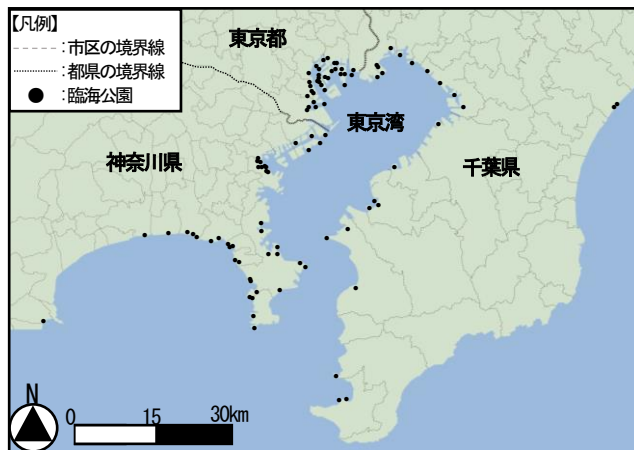 【凡例】
:市区の境界線
:都県の境界線
:臨海公園
東京都
東京湾
神奈川県
千葉県
N
0 15 30km